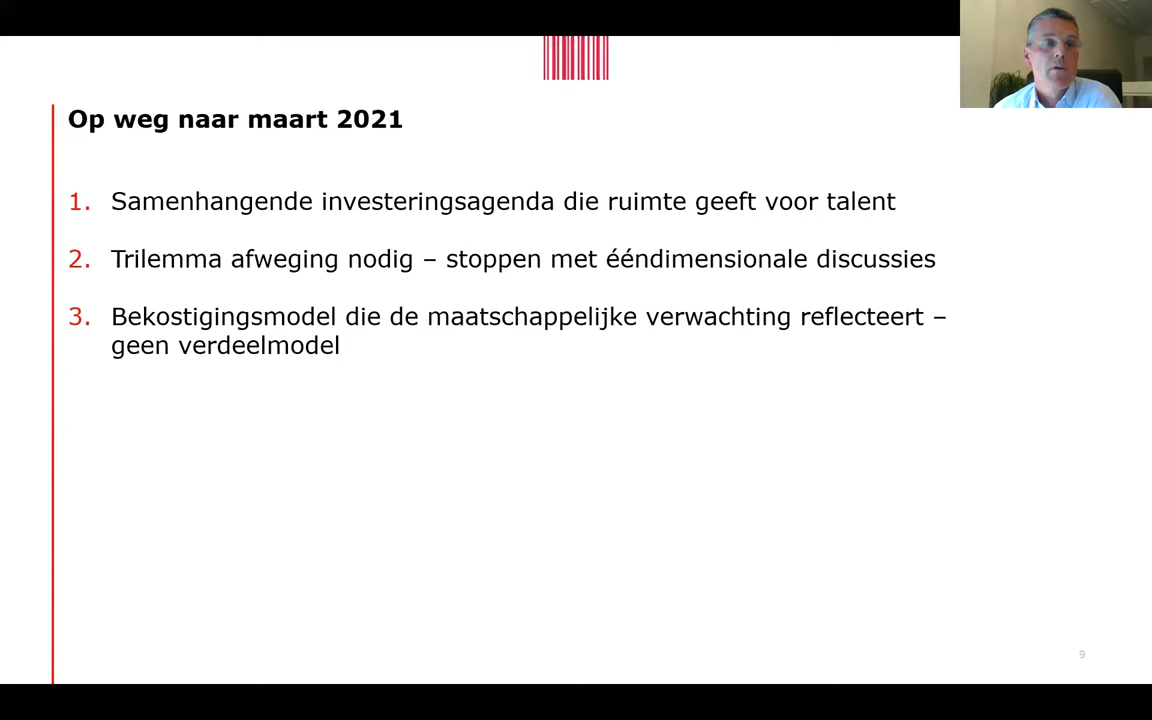 Op weg naar maart 2021
1. Samenhangende investeringsagenda die ruimte geeft voor talent
2. Trilemma afweging nodig – stoppen met ééndimensionale discussies
3. Bekostigingsmodel die de maatschappelijke verwachting reflecteert –
geen verdeelmodel
9